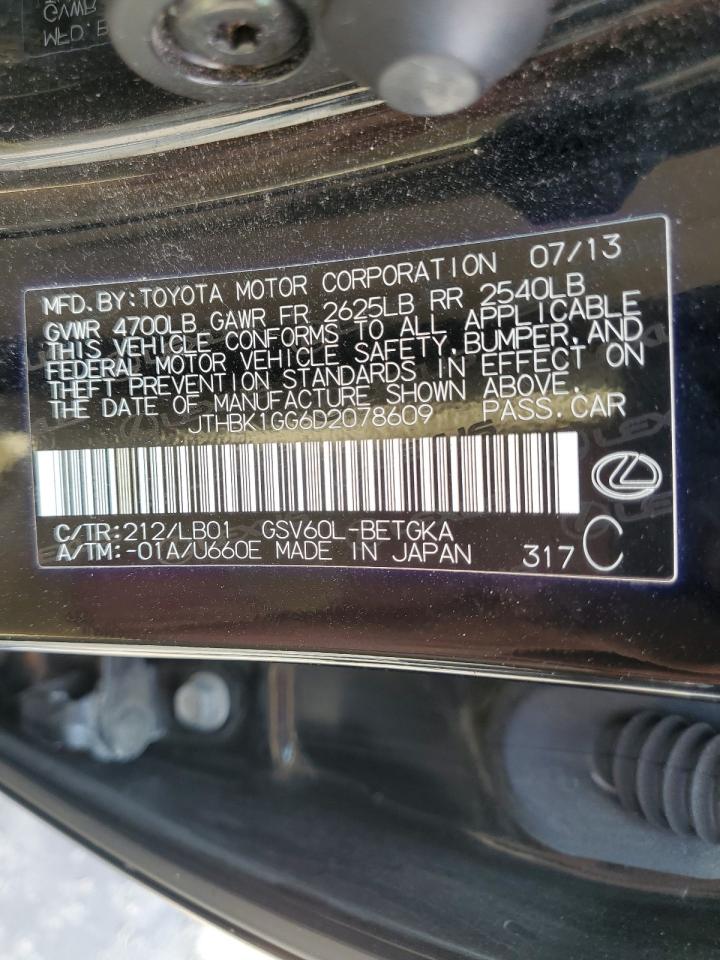 GVWR
MFD. B
MFD. BY: TOYOTA MOTOR CORPORATION 07/13
GVWR 4700LB GAWR FR 2625LB RR 2540LB
THIS VEHICLE CONFORMS TO ALL APPLICABLE
FEDERAL MOTOR VEHICLE SAFETY, BUMPER, AND
THEFT PREVENTION STANDARDS IN EFFECT ON
THE DATE OF MANUFACTURE SHOWN ABOVE.
JTHBK1GG6D2078609 PASS. CAR
C/TR: 212/LB01 GSV60L-BETGKA
A/TM: -01A/U660E MADE IN JAPAN 317 C